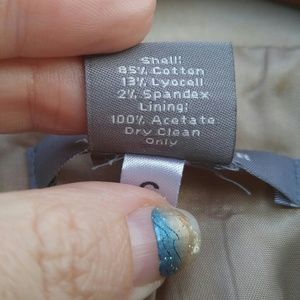 Shell:
85% Cotton
13% Lyocell
2% Spandex
Lining:
100% Acetate
Dry Clean
Only